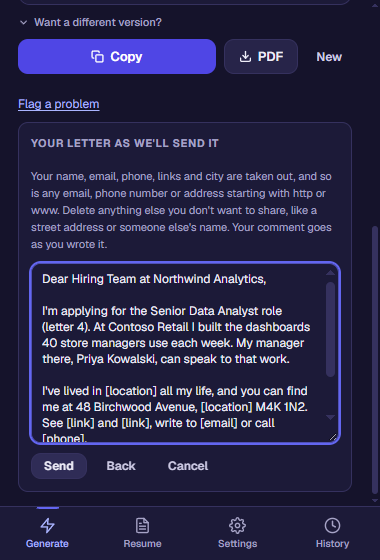 Want a different version?
Copy
PDF
New
Flag a problem
YOUR LETTER AS WE'LL SEND IT
Your name, email, phone, links and city are taken out, and so
is any email, phone number or address starting with http or
www. Delete anything else you don't want to share, like a
street address or someone else's name. Your comment goes
as you wrote it.
Dear Hiring Team at Northwind Analytics,
I'm applying for the Senior Data Analyst role
(letter 4). At Contoso Retail I built the dashboards
40 store managers use each week. My manager
there, Priya Kowalski, can speak to that work.
I've lived in [location] all my life, and you can find
me at 48 Birchwood Avenue, [location] M4K 1N2.
See [link] and [link], write to [email] or call
[phone].
Send
Back
Cancel
Generate
Resume
Settings
History